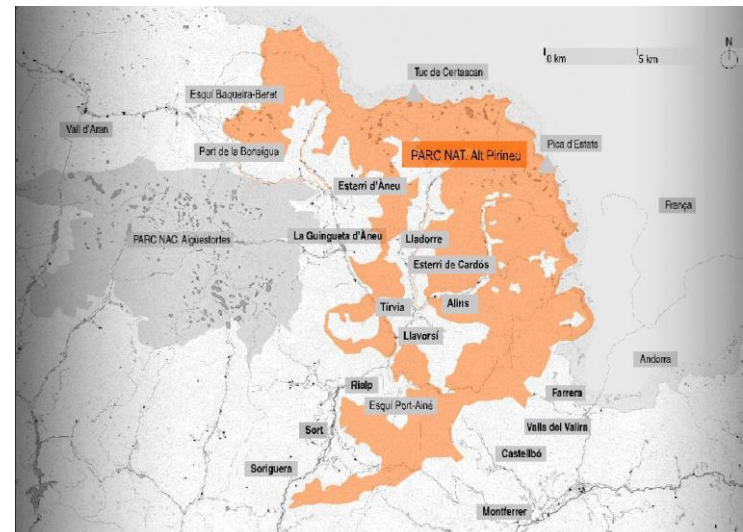 N
0 km
5 km
Tuc de Certascan
Esquí Baqueira-Beret
Vall d'Aran
Port de la Bonaigua
PARC NAT. Alt Pirineu
Pica d'Estats
Esterri d'Àneu
França
La Guingueta d'Àneu
Lladorre
PARC NAC. Aigüestortes
Esterri de Cardós
Tírvia
Alins
Llavorsí
Andorra
Rialp
Farrera
Esquí Port-Ainé
Sort
Valls del Valira
Castellbó
Soriguera
Montferrer